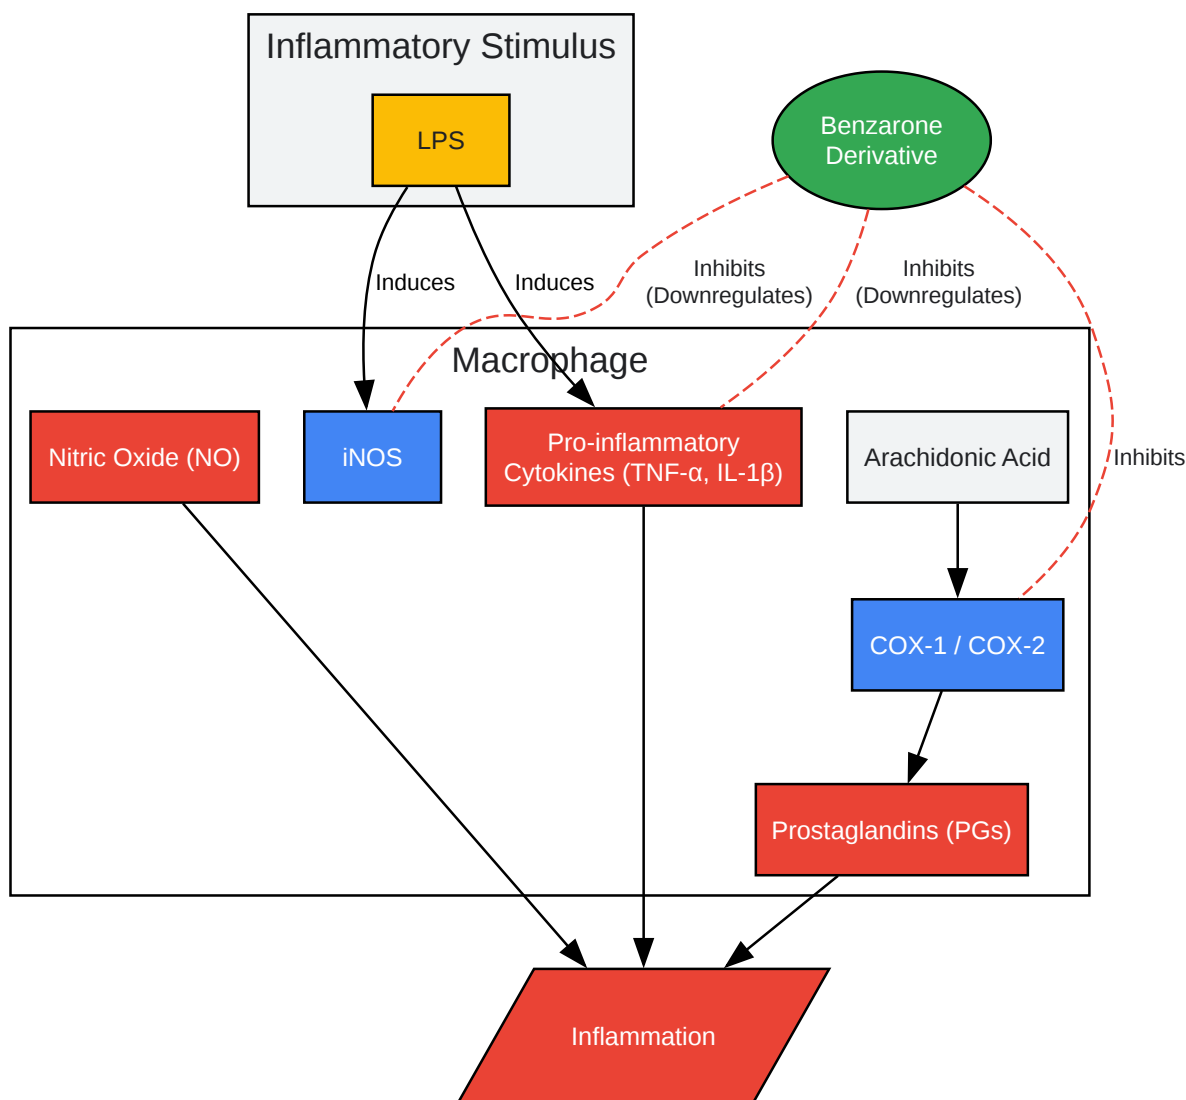 Inflammatory Stimulus
LPS
Benzarone
Derivative
Induces
Induces
Inhibits
(Downregulates)
Inhibits
(Downregulates)
Macrophage
Nitric Oxide (NO)
iNOS
Pro-inflammatory
Cytokines (TNF-α, IL-1β)
Arachidonic Acid
Inhibits
COX-1 / COX-2
Prostaglandins (PGs)
Inflammation